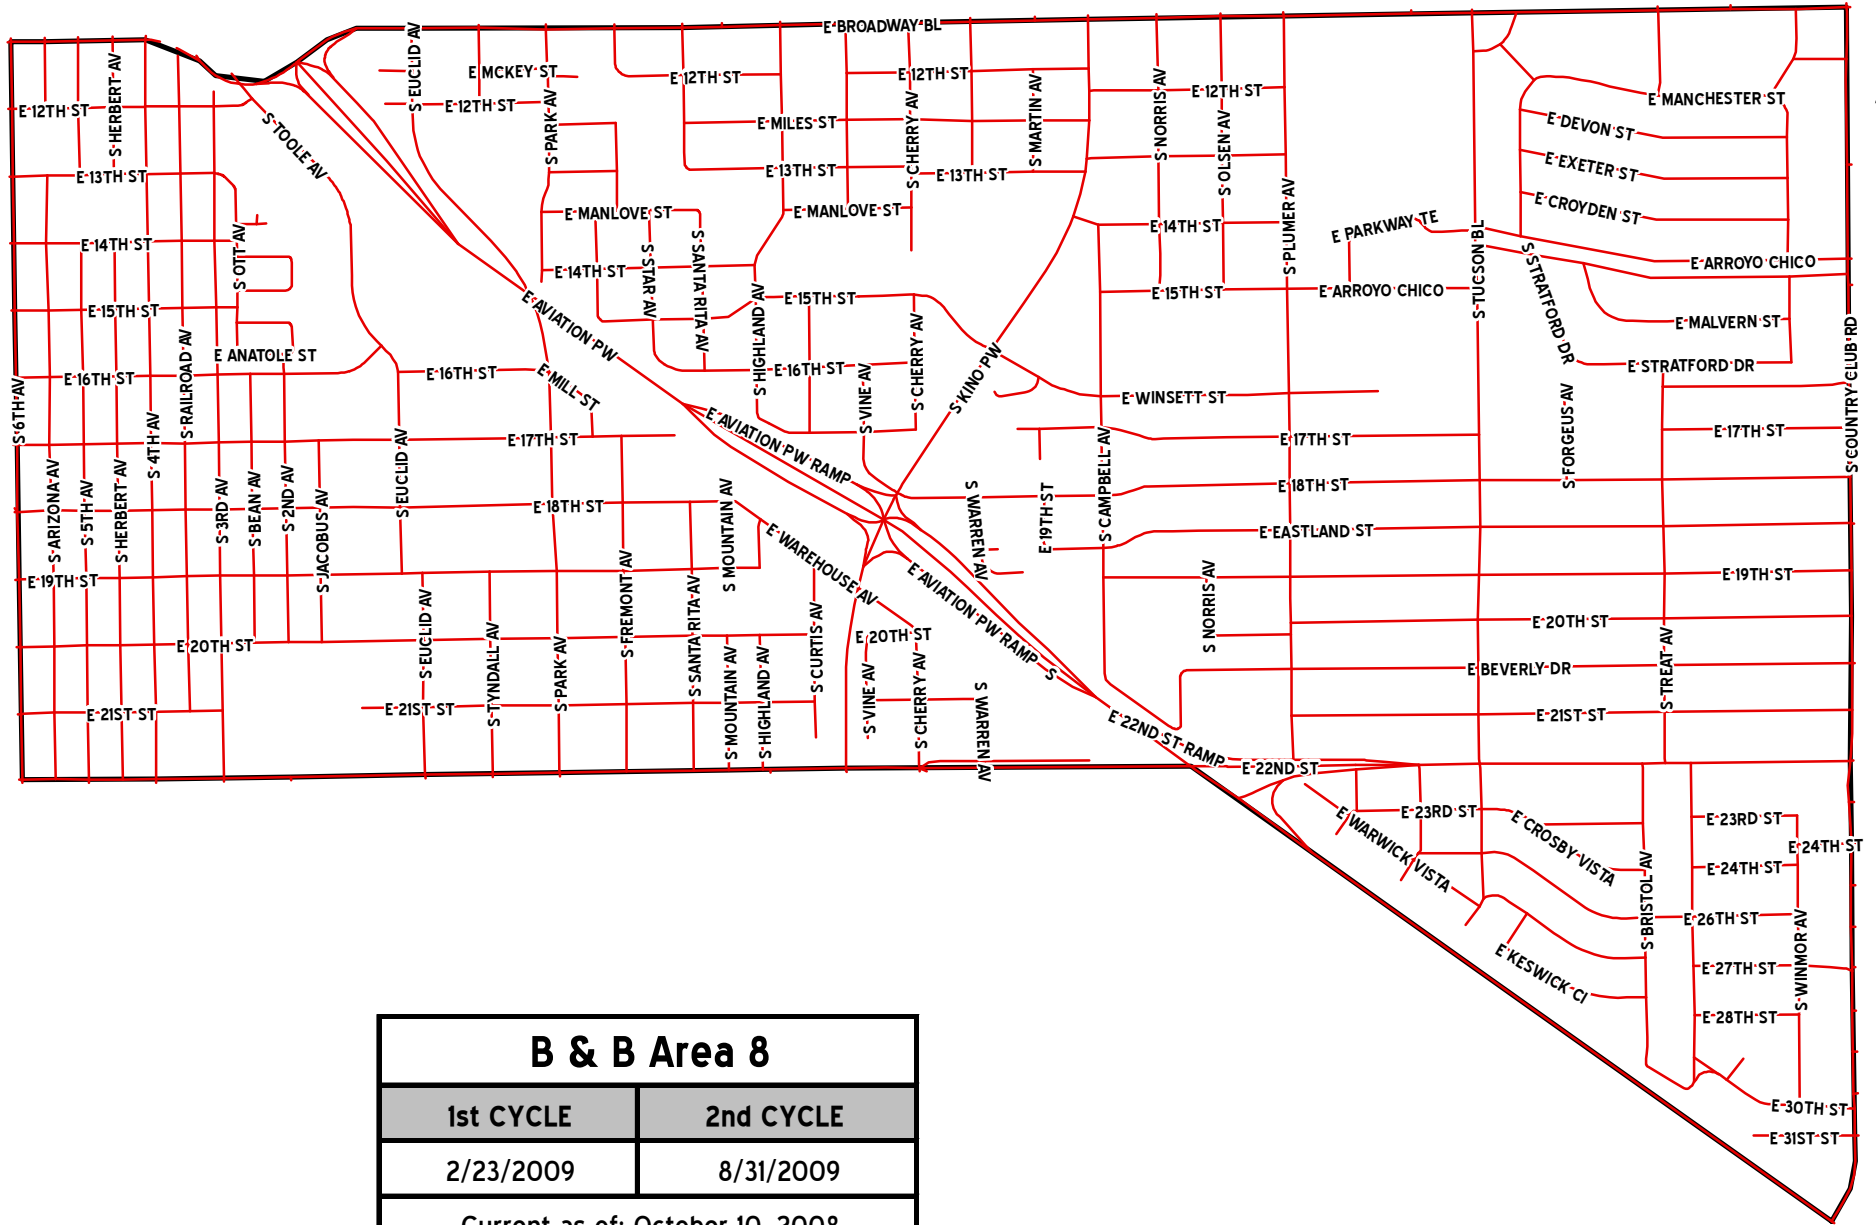 E BROADWAY BL
S EUCLID AV
S HERBERT AV
E MCKEY ST
E 12TH ST
E 12TH ST
S MARTIN AV
S NORRIS AV
E 12TH ST
E MANCHESTER ST
E 12TH ST
E 12TH ST
S PARK AV
S CHERRY AV
S OLSEN AV
E MILES ST
E DEVON ST
S TOOLE AV
E 13TH ST
E 13TH ST
E 13TH ST
E EXETER ST
E MANLOVE ST
E MANLOVE ST
E CROYDEN ST
S PLUMER AV
E 14TH ST
E PARKWAY TE
E 14TH ST
S OTT AV
S STAR AV
S SANTA RITA AV
S TUCSON BL
E ARROYO CHICO
E 14TH ST
S STRATFORD DR
E 15TH ST
E AVIATION PW
S HIGHLAND AV
E 15TH ST
E 15TH ST
E ARROYO CHICO
E MALVERN ST
S CHERRY AV
S COUNTRY CLUB RD
S RAILROAD AV
E ANATOLE ST
E 16TH ST
E 16TH ST
E MILL ST
E 16TH ST
S KINO PW
E STRATFORD DR
S 6TH AV
S VINE AV
E WINSETT ST
S FORGEUS AV
E 17TH ST
E AVIATION PW RAMP
E 17TH ST
E 17TH ST
S 4TH AV
S EUCLID AV
S CAMPBELL AV
S ARIZONA AV
S 5TH AV
S HERBERT AV
S 3RD AV
S BEAN AV
S 2ND AV
S JACOBUS AV
E 18TH ST
S MOUNTAIN AV
E WAREHOUSE AV
S WARREN AV
E 19TH ST
E 18TH ST
E EASTLAND ST
E 19TH ST
E 19TH ST
S FREMONT AV
S SANTA RITA AV
E AVIATION PW RAMP S
S NORRIS AV
E 20TH ST
S EUCLID AV
S TYNDALL AV
S PARK AV
S CURTIS AV
E 20TH ST
E 20TH ST
S MOUNTAIN AV
S HIGHLAND AV
S VINE AV
S CHERRY AV
S WARREN AV
E BEVERLY DR
S TREAT AV
E 21ST ST
E 21ST ST
E 21ST ST
E 22ND ST RAMP
E 22ND ST
E WARWICK VISTA
E 23RD ST
E CROSBY VISTA
E 23RD ST
E 24TH ST
E 24TH ST
S BRISTOL AV
E 26TH ST
S WINMOR AV
E KESWICK CI
E 27TH ST
E 28TH ST
E 30TH ST
E 31ST ST
B & B Area 8
1st CYCLE
2nd CYCLE
2/23/2009
8/31/2009
Current as of: October 10, 2008